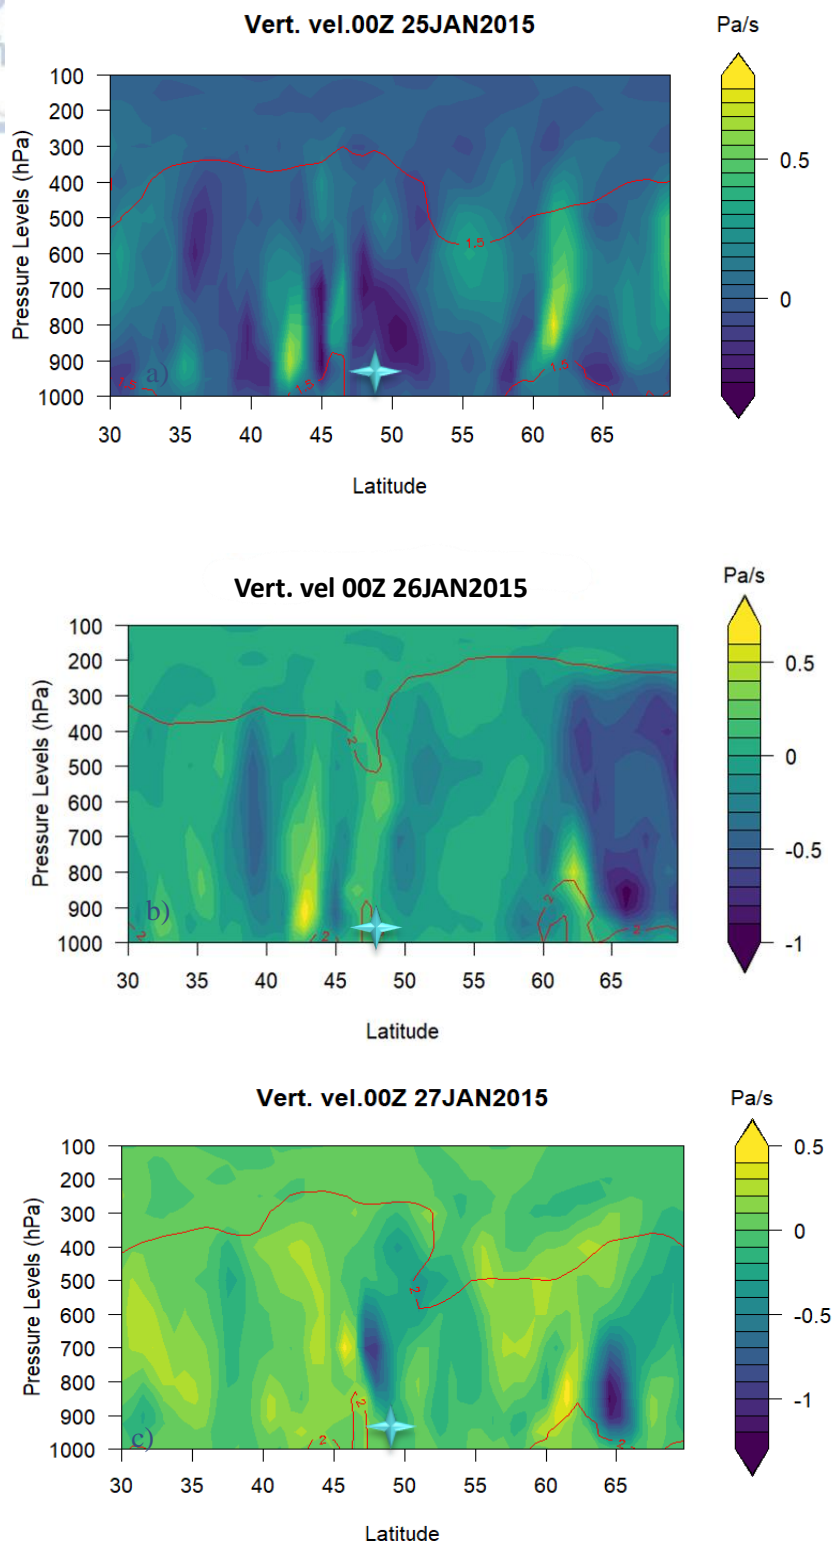 Vert. vel.00Z 25JAN2015
Pa/s
100
200
300
400
500
600
700
800
900
1000
Pressure Levels (hPa)
1.5
1.5
1.5
1.5
a)
30 35 40 45 50 55 60 65
Latitude
0.5
0
Vert. vel 00Z 26JAN2015
Pa/s
100
200
300
400
500
600
700
800
900
1000
Pressure Levels (hPa)
2
2
2
2
2
b)
30 35 40 45 50 55 60 65
Latitude
0.5
0
-0.5
-1
Vert. vel.00Z 27JAN2015
Pa/s
100
200
300
400
500
600
700
800
900
1000
Pressure Levels (hPa)
2
2
2
2
c)
30 35 40 45 50 55 60 65
Latitude
0.5
0
-0.5
-1